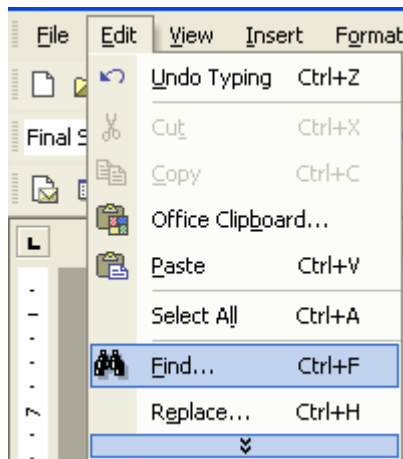 File Edit View Insert Format
Undo Typing Ctrl+Z
Cut Ctrl+X
Final S
Copy Ctrl+C
Office Clipboard...
L
Paste Ctrl+V
Select All Ctrl+A
Find... Ctrl+F
Replace... Ctrl+H